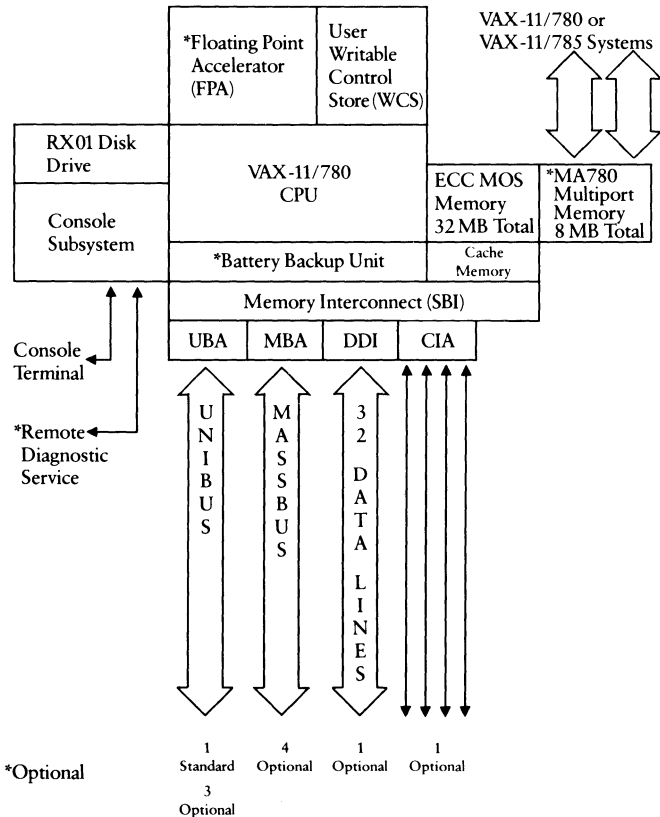 VAX-11/780 or
VAX-11/785 Systems
*Floating Point
Accelerator
(FPA)
User
Writable
Control
Store (WCS)
RX01 Disk
Drive
VAX-11/780
CPU
ECC MOS
Memory
32 MB Total
*MA780
Multiport
Memory
8 MB Total
Console
Subsystem
*Battery Backup Unit
Cache
Memory
Memory Interconnect (SBI)
UBA
MBA
DDI
CIA
Console
Terminal
*Remote
Diagnostic
Service
UNIBUS
MASSBUS
32 DATA LINES
1
Standard
3
Optional
4
Optional
1
Optional
1
Optional
*Optional